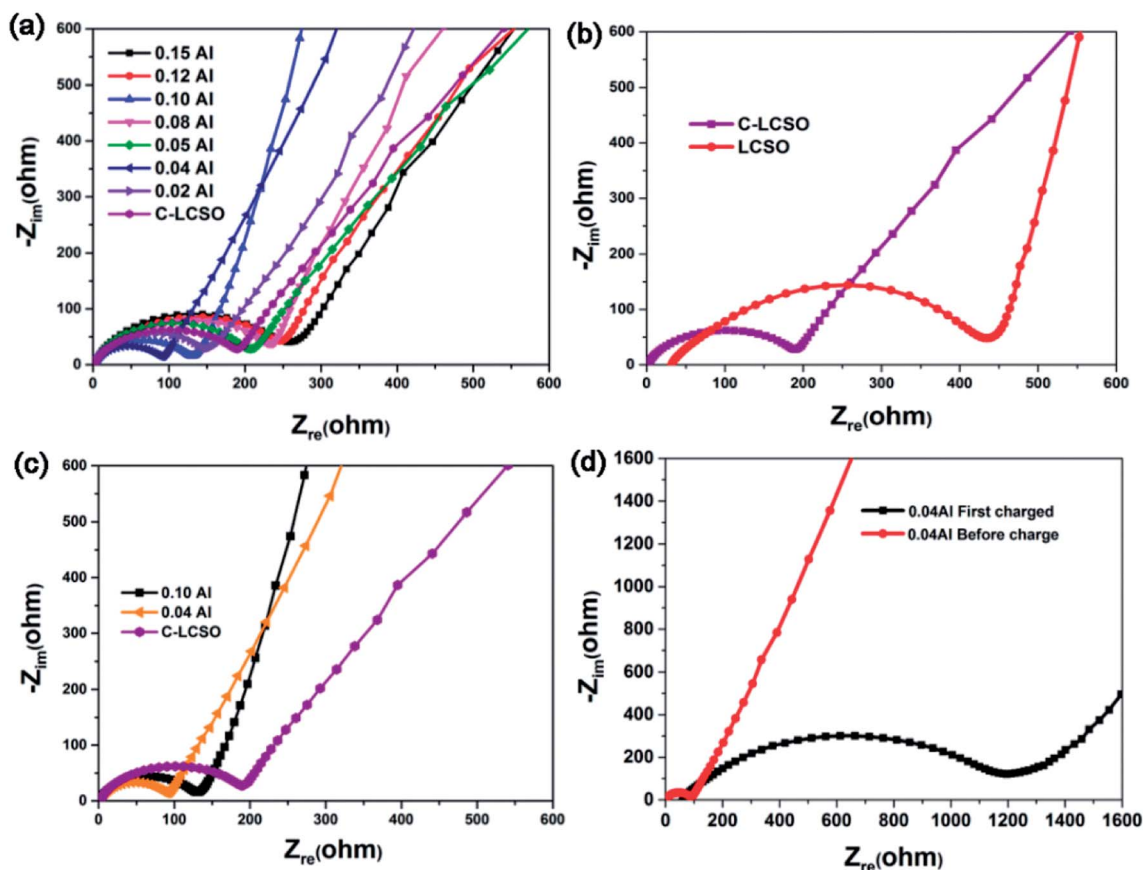 (a)
600
500
400
300
200
100
0
-Zim(ohm)
0.15 Al
0.12 Al
0.10 Al
0.08 Al
0.05 Al
0.04 Al
0.02 Al
C-LCSO
0 100 200 300 400 500 600
Zre(ohm)
(b)
600
500
400
300
200
100
0
-Zim(ohm)
C-LCSO
LCSO
0 100 200 300 400 500 600
Zre(ohm)
(c)
600
500
400
300
200
100
0
-Zim(ohm)
0.10 Al
0.04 Al
C-LCSO
0 100 200 300 400 500 600
Zre(ohm)
(d)
1600
1400
1200
1000
800
600
400
200
0
-Zim(ohm)
0.04Al First charged
0.04Al Before charge
0 200 400 600 800 1000 1200 1400 1600
Zre(ohm)